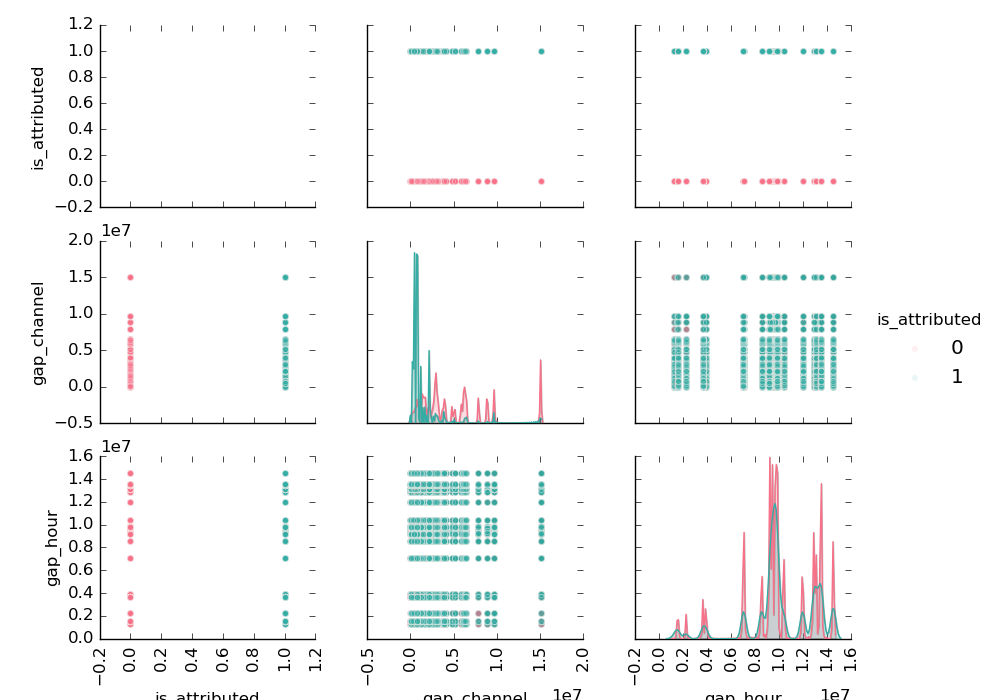 1.2
1.0
0.8
0.6
0.4
0.2
0.0
−0.2
is_attributed
1e7
2.0
1.5
1.0
0.5
0.0
−0.5
gap_channel
is_attributed
0
1
1e7
1.6
1.4
1.2
1.0
0.8
0.6
0.4
0.2
0.0
gap_hour
−0.2 0.0 0.2 0.4 0.6 0.8 1.0 1.2
−0.5 0.0 0.5 1.0 1.5 2.0
−0.2 0.0 0.2 0.4 0.6 0.8 1.0 1.2 1.4 1.6
is_attributed
gap_channel 1e7
gap_hour 1e7